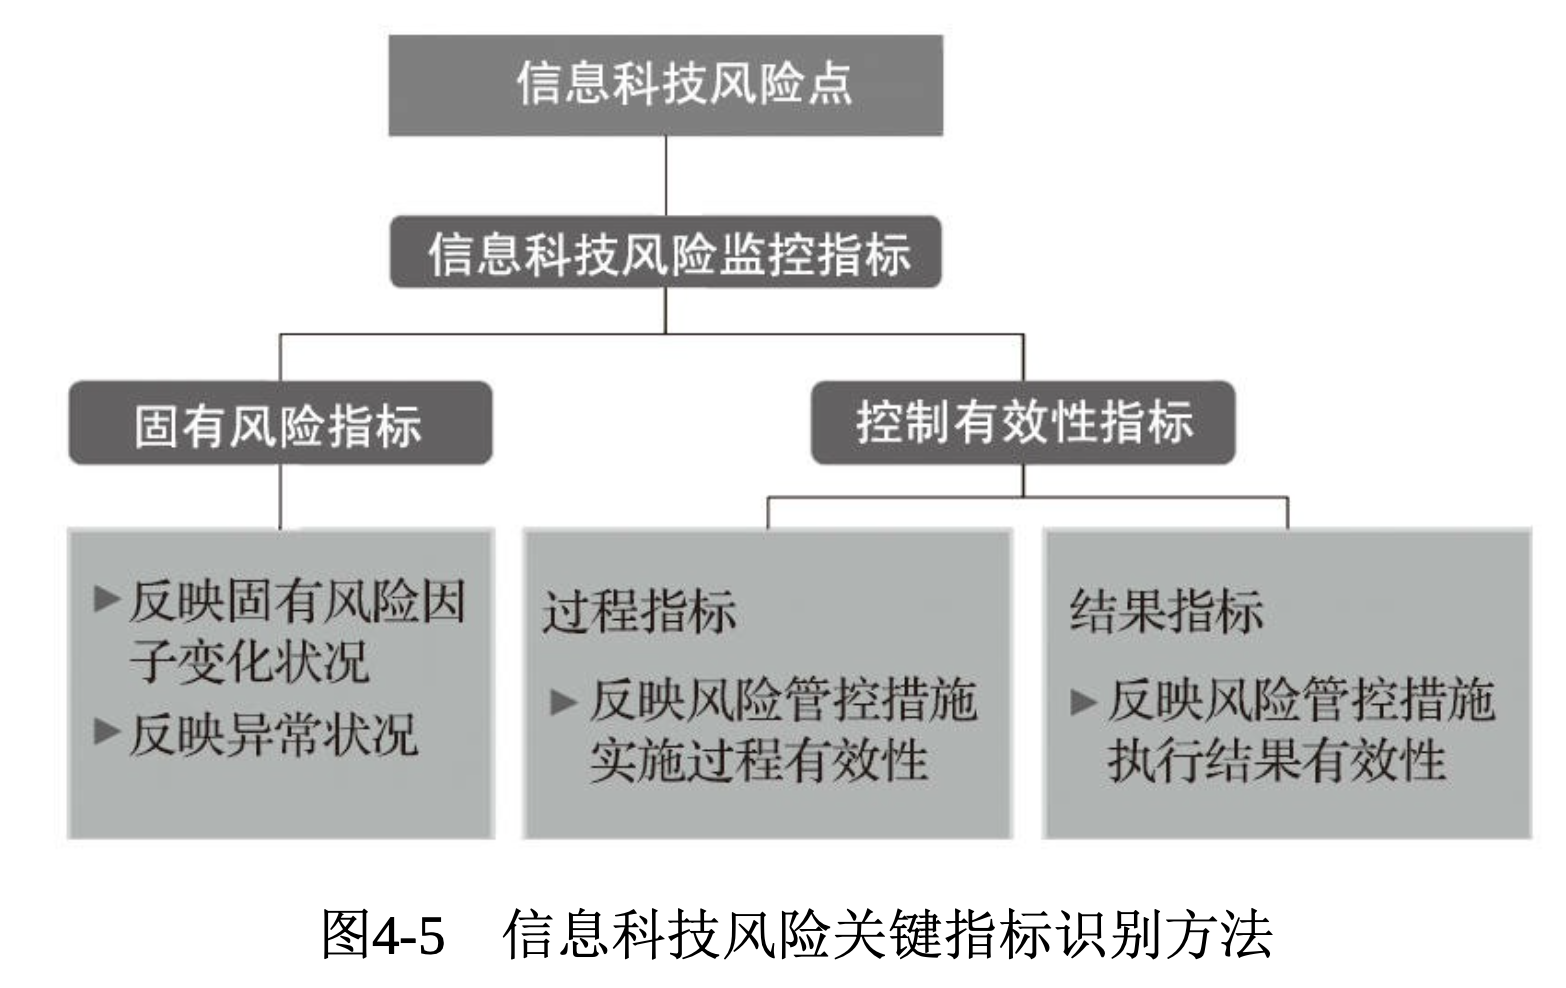 信息科技风险点
信息科技风险监控指标
固有风险指标
控制有效性指标
▶反映固有风险因
子变化状况
▶反映异常状况
过程指标
▶反映风险管控措施
实施过程有效性
结果指标
▶反映风险管控措施
执行结果有效性
图4-5 信息科技风险关键指标识别方法